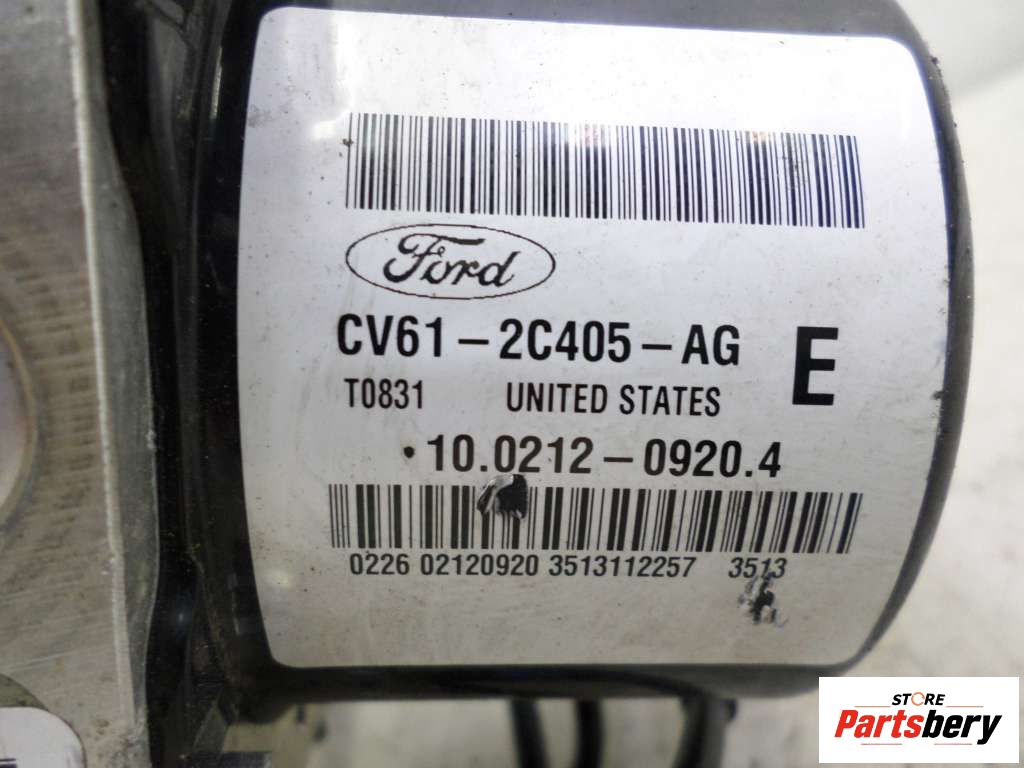 Ford
CV61-2C405-AG E
T0831 UNITED STATES
10.0212-0920.4
0226 02120920 3513112257 3513
STORE
Partsbery